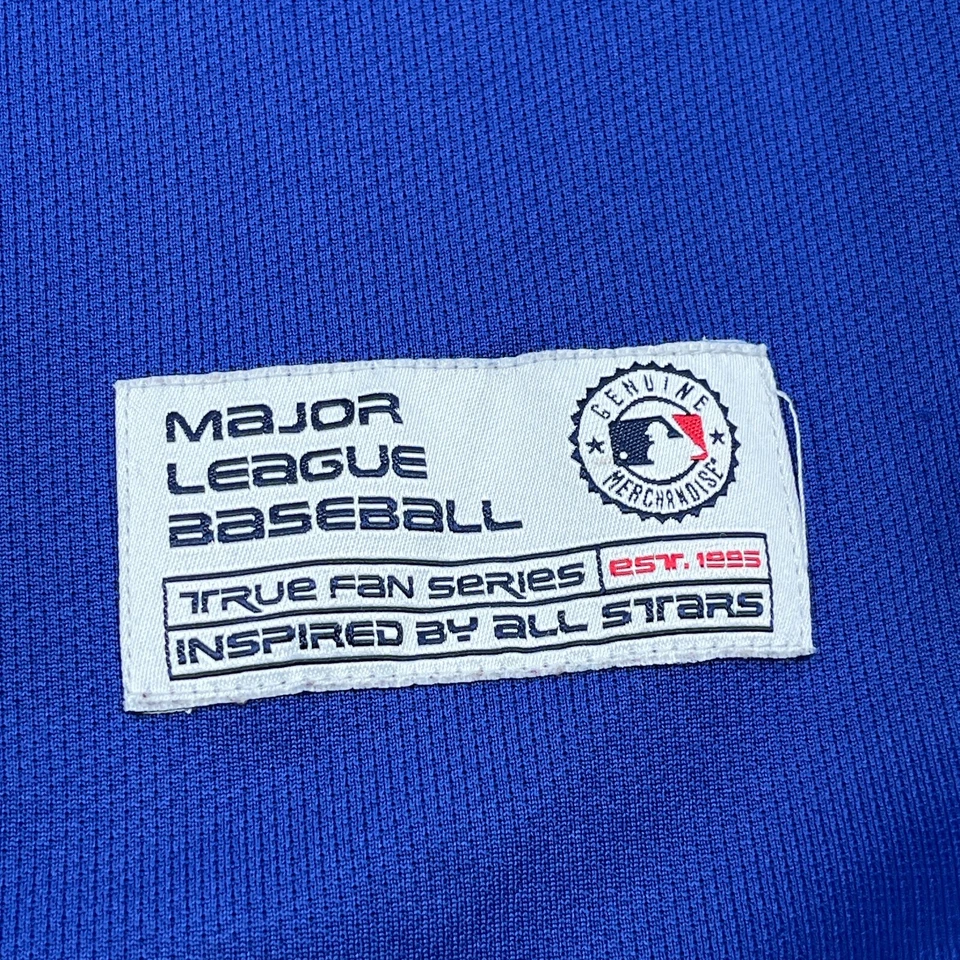 Major
League
Baseball
GENUINE
MERCHANDISE
True Fan Series
est. 1995
Inspired by All Stars